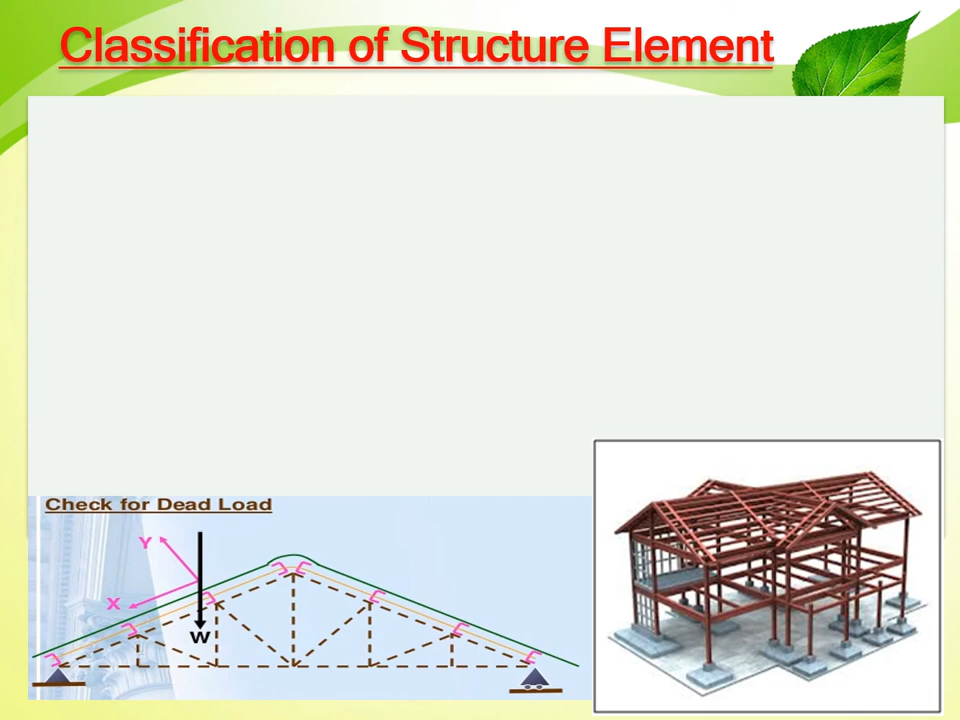 Classification of Structure Element
Check for Dead Load
Y
X
W